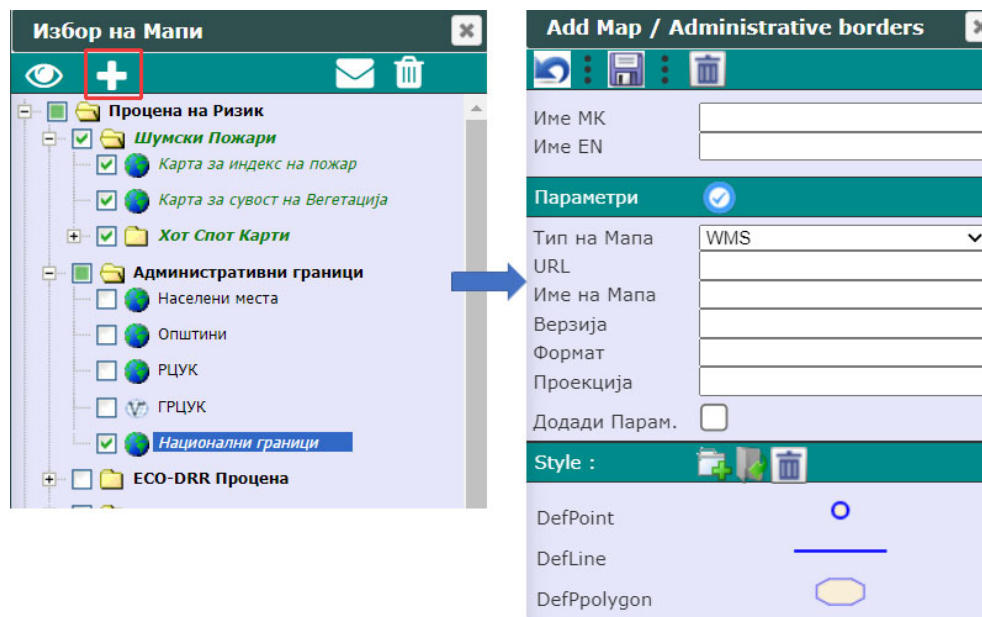 Избор на Мапи
Процена на Ризик
Шумски Пожари
Карта за индекс на пожар
Карта за сувост на Вегетација
Хот Спот Карти
Административни граници
Населени места
Општини
РЦУК
ГРЦУК
Национални граници
ECO-DRR Процена
Add Map / Administrative borders
Име МК
Име EN
Параметри
Тип на Мапа WMS
URL
Име на Мапа
Верзија
Формат
Проекција
Додади Парам.
Style :
DefPoint
DefLine
DefPpolygon